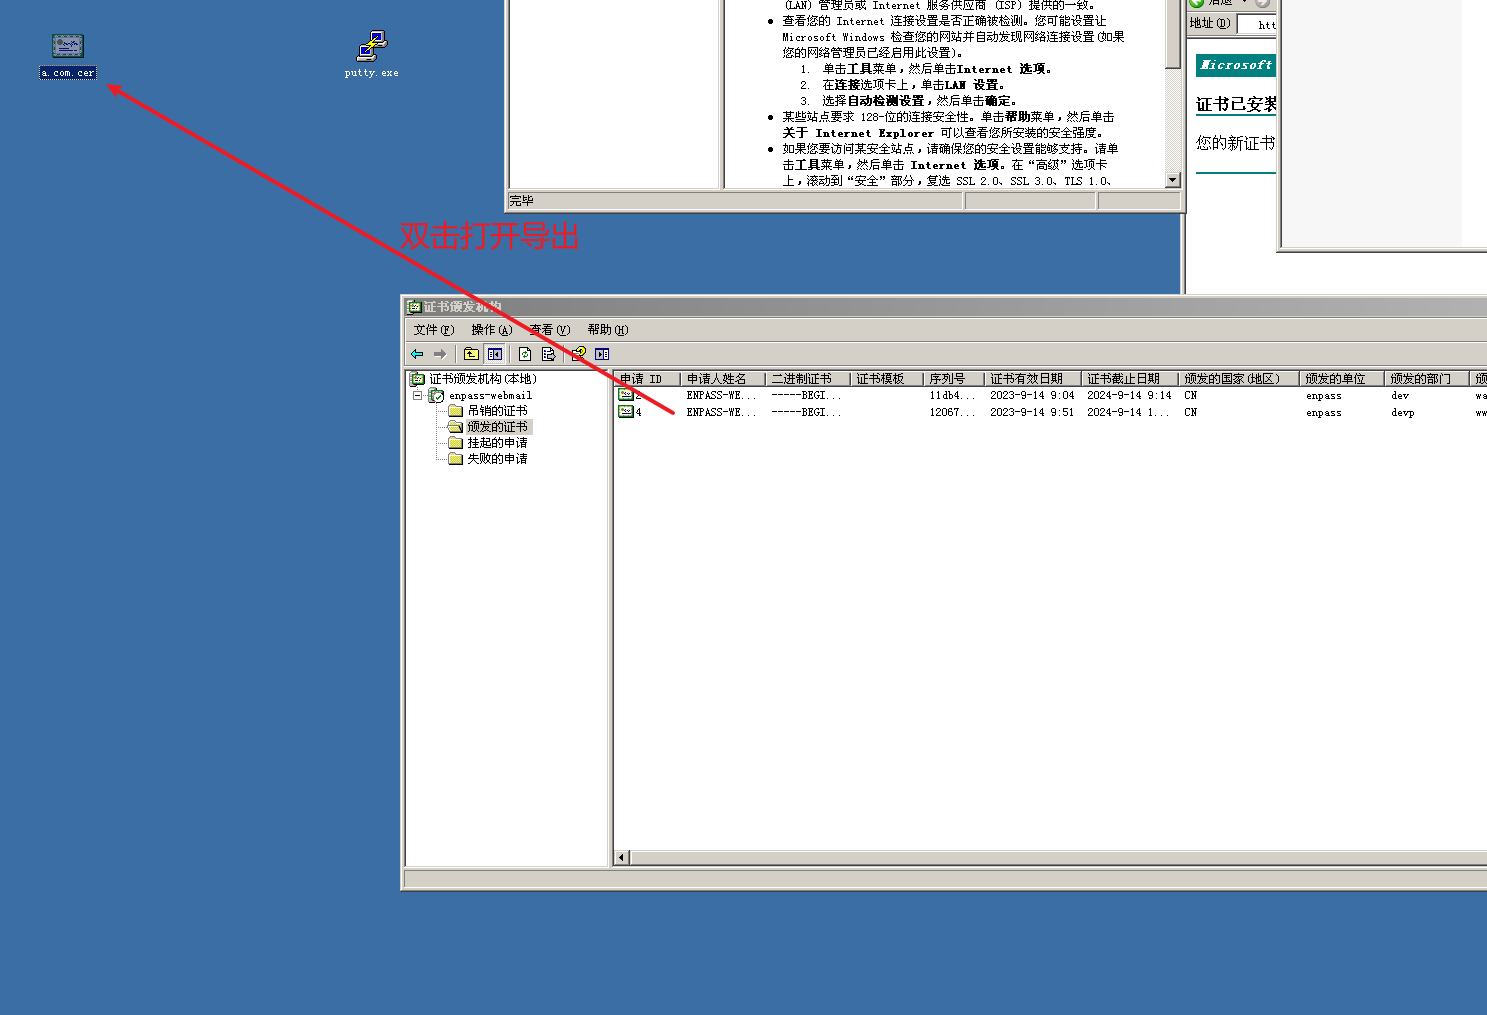 a.com.cer
putty.exe
(LAN) 管理员或 Internet 服务供应商 (ISP) 提供的一致。
● 查看您的 Internet 连接设置是否正确被检测。您可能设置让
Microsoft Windows 检查您的网站并自动发现网络连接设置(如果
您的网络管理员已经启用此设置)。
1. 单击工具菜单，然后单击Internet 选项。
2. 在连接选项卡上，单击LAN 设置。
3. 选择自动检测设置，然后单击确定。
● 某些站点要求 128-位的连接安全性。单击帮助菜单，然后单击
关于 Internet Explorer 可以查看您所安装的安全强度。
● 如果您要访问某安全站点，请确保您的安全设置能够支持。请单
击工具菜单，然后单击 Internet 选项。在“高级”选项卡
上，滚动到“安全”部分，复选 SSL 2.0、SSL 3.0、TLS 1.0、
完毕
后退
地址(D) htt
Microsoft
证书已安装
您的新证书
双击打开导出
证书颁发机构
文件(F) 操作(A) 查看(V) 帮助(H)
证书颁发机构(本地)
enpass-webmail
吊销的证书
颁发的证书
挂起的申请
失败的申请
申请 ID 申请人姓名 二进制证书 证书模板 序列号 证书有效日期 证书截止日期 颁发的国家(地区) 颁发的单位 颁发的部门 颁
2 ENPASS-WE... -----BEGI... 11db4... 2023-9-14 9:04 2024-9-14 9:14 CN enpass dev wa
4 ENPASS-WE... -----BEGI... 12067... 2023-9-14 9:51 2024-9-14 1... CN enpass devp ww